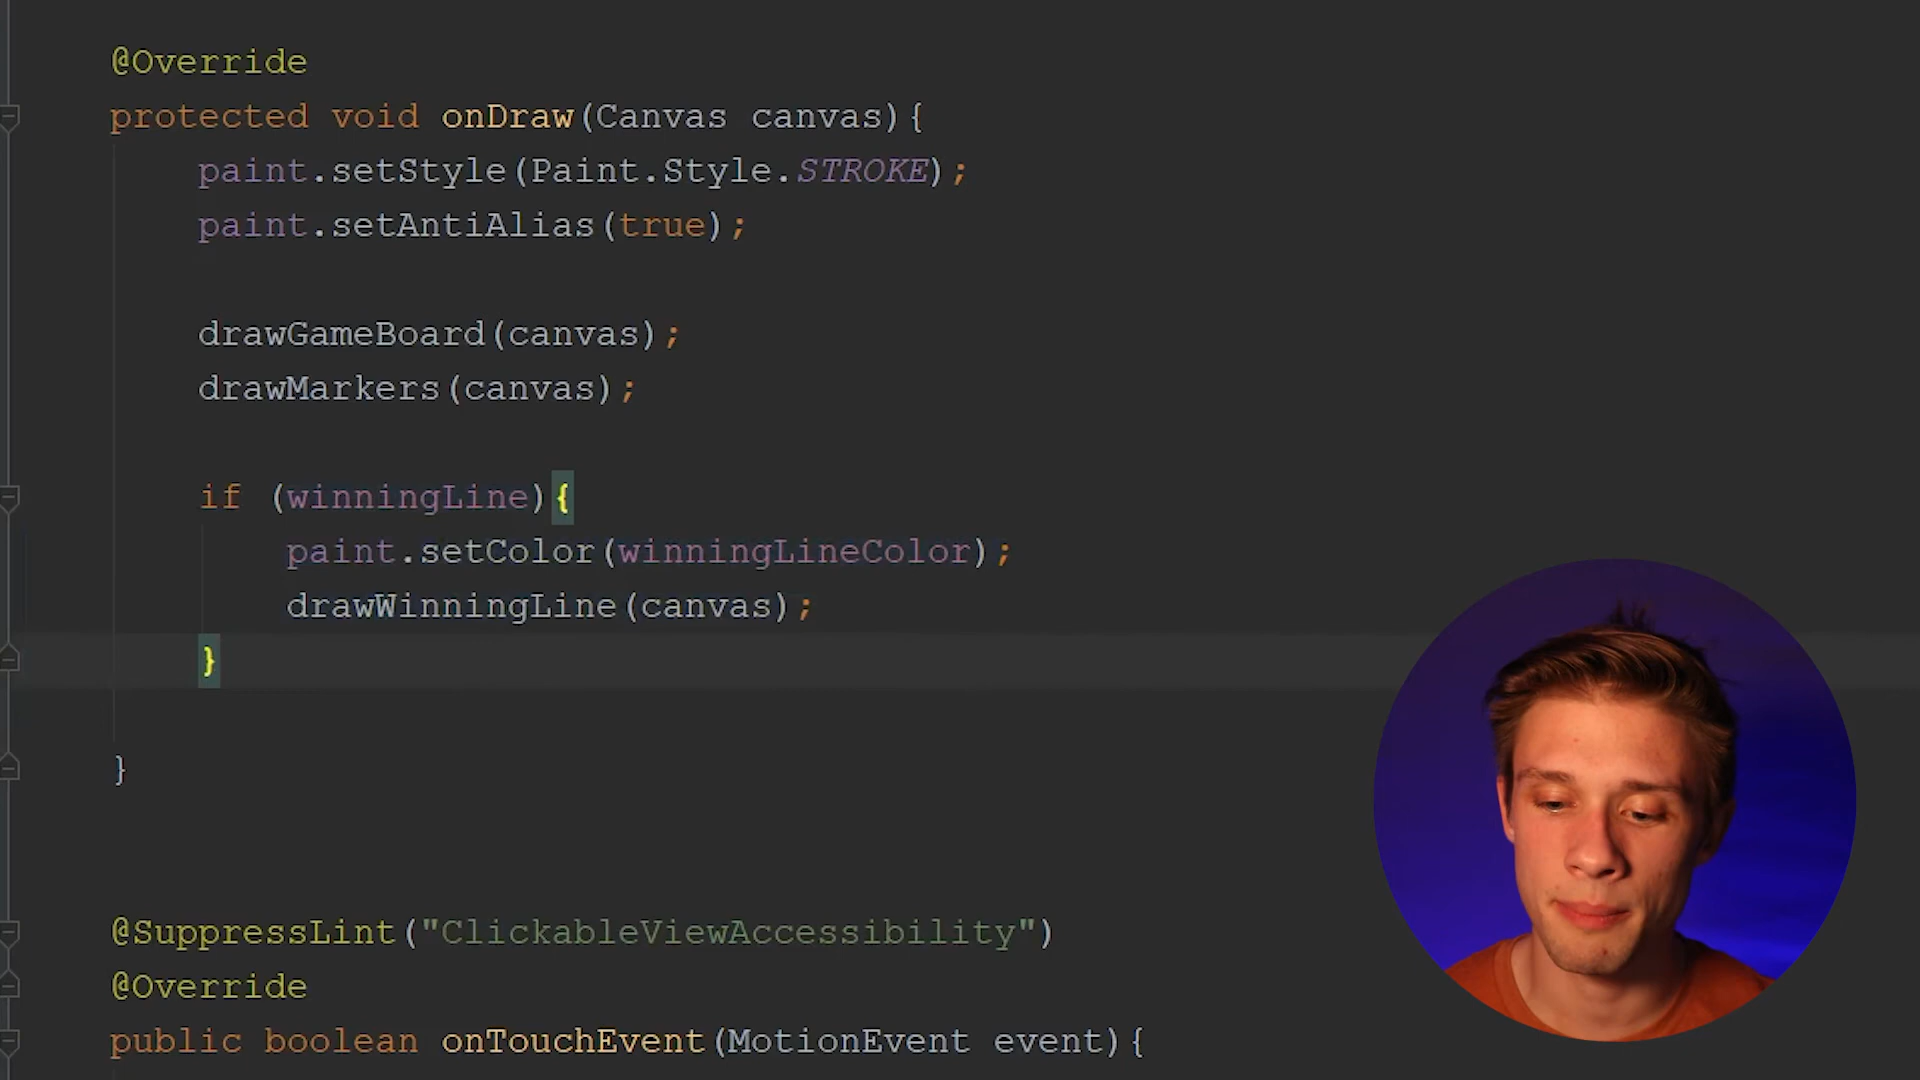 @Override
protected void onDraw(Canvas canvas){
paint.setStyle(Paint.Style.STROKE);
paint.setAntiAlias(true);
drawGameBoard(canvas);
drawMarkers(canvas);
if (winningLine){
paint.setColor(winningLineColor);
drawWinningLine(canvas);
}
}
@SuppressLint("ClickableViewAccessibility")
@Override
public boolean onTouchEvent(MotionEvent event){